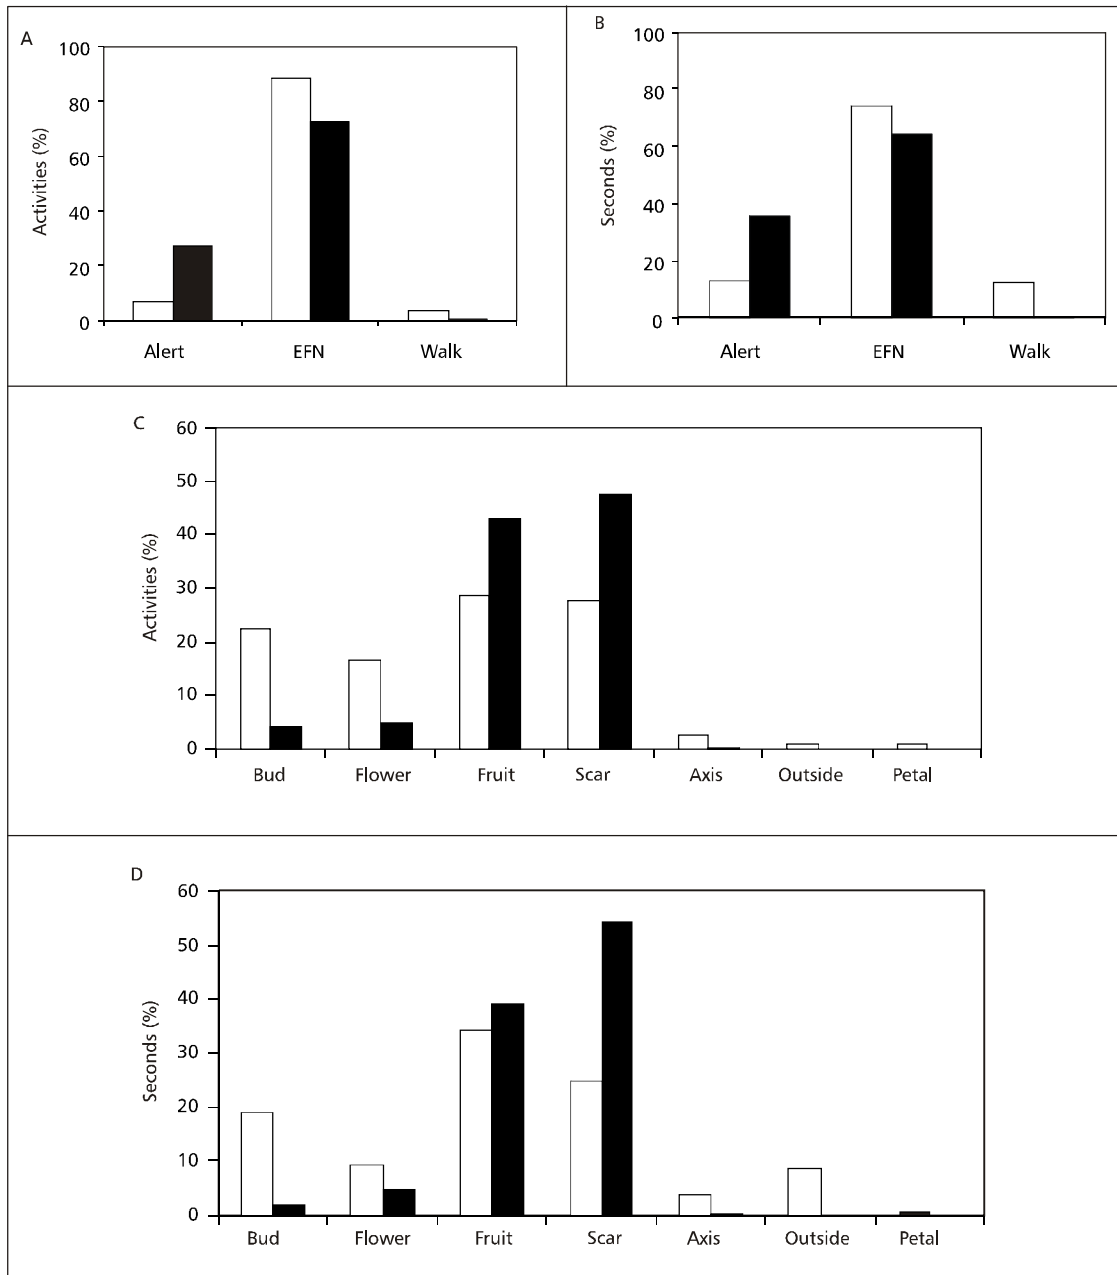 A
Activities (%)
100
80
60
40
20
0
Alert EFN Walk
B
Seconds (%)
100
80
60
40
20
0
Alert EFN Walk
C
Activities (%)
60
50
40
30
20
10
0
Bud Flower Fruit Scar Axis Outside Petal
D
Seconds (%)
60
50
40
30
20
10
0
Bud Flower Fruit Scar Axis Outside Petal